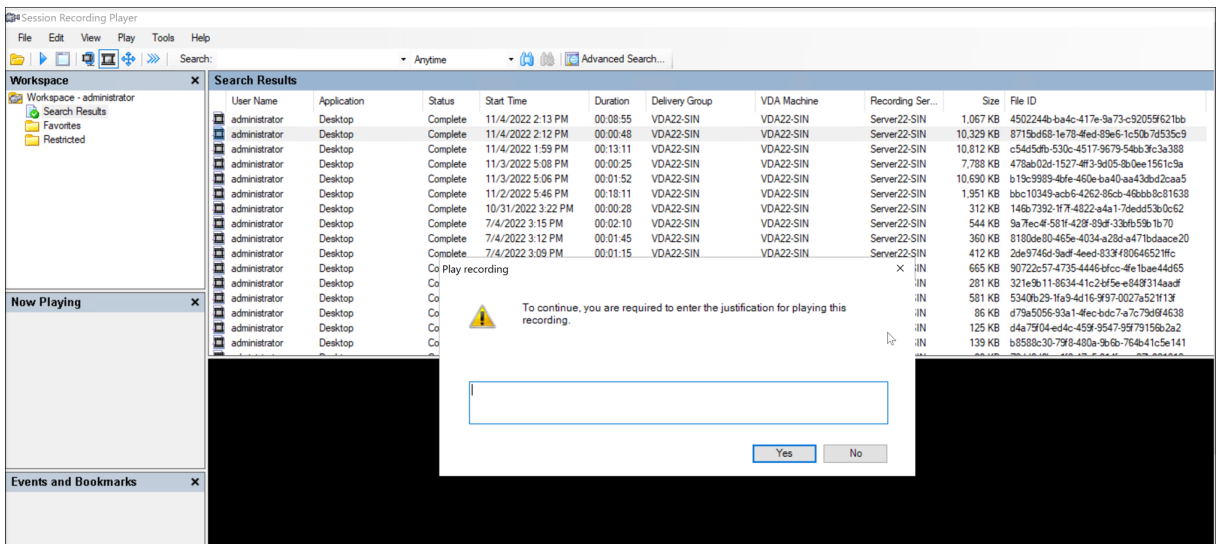 Session Recording Player
File Edit View Play Tools Help
Search: Anytime Advanced Search...
Workspace
Workspace - administrator
Search Results
Favorites
Restricted
Search Results
User Name Application Status Start Time Duration Delivery Group VDA Machine Recording Ser... Size File ID
administrator Desktop Complete 11/4/2022 2:13 PM 00:08:55 VDA22-SIN VDA22-SIN Server22-SIN 1,067 KB 4502244b-ba4c-417e-9a73-c92055f621bb
administrator Desktop Complete 11/4/2022 2:12 PM 00:00:48 VDA22-SIN VDA22-SIN Server22-SIN 10,329 KB 8715bd68-1e78-4fed-89e6-1c50b7d535c9
administrator Desktop Complete 11/4/2022 1:59 PM 00:13:11 VDA22-SIN VDA22-SIN Server22-SIN 10,812 KB c54d5dfb-530c-4517-9679-54bb3fc3a388
administrator Desktop Complete 11/3/2022 5:08 PM 00:00:25 VDA22-SIN VDA22-SIN Server22-SIN 7,788 KB 478ab02d-1527-4ff3-9d05-8b0ee1561c9a
administrator Desktop Complete 11/3/2022 5:06 PM 00:01:52 VDA22-SIN VDA22-SIN Server22-SIN 10,690 KB b19c9989-4bfe-460e-ba40-aa43dbd2caa5
administrator Desktop Complete 11/2/2022 5:46 PM 00:18:11 VDA22-SIN VDA22-SIN Server22-SIN 1,951 KB bbc10349-acb6-4262-86cb-46bbb8c81638
administrator Desktop Complete 10/31/2022 3:22 PM 00:00:28 VDA22-SIN VDA22-SIN Server22-SIN 312 KB 146b7392-1f7f-4822-a4a1-7dedd53b0c62
administrator Desktop Complete 7/4/2022 3:15 PM 00:02:10 VDA22-SIN VDA22-SIN Server22-SIN 544 KB 9a7fec4f-581f-428f-89df-33bfb59b1b70
administrator Desktop Complete 7/4/2022 3:12 PM 00:01:45 VDA22-SIN VDA22-SIN Server22-SIN 360 KB 8180de80-465e-4034-a28d-a471bdaace20
administrator Desktop Complete 7/4/2022 3:09 PM 00:01:15 VDA22-SIN VDA22-SIN Server22-SIN 412 KB 2de9746d-9adf-4eed-833f-f80646521ffc
administrator Desktop Co SIN 665 KB 90722c57-4735-4446-bfcc-4fe1bae44d65
administrator Desktop Co SIN 281 KB 321e9b11-8634-41c2-bf5e-e848f314aadf
administrator Desktop Co SIN 581 KB 5340fb29-1fa9-4d16-9f97-0027a521f13f
administrator Desktop Co SIN 86 KB d79a5056-93a1-4fec-bdc7-a7c79d6f4638
administrator Desktop Co SIN 125 KB d4a75f04-ed4c-459f-9547-95f79156b2a2
administrator Desktop Co SIN 139 KB b8588c30-79f8-480a-9b6b-764b41c5e141
Play recording
To continue, you are required to enter the justification for playing this
recording.
Yes No
Now Playing
Events and Bookmarks